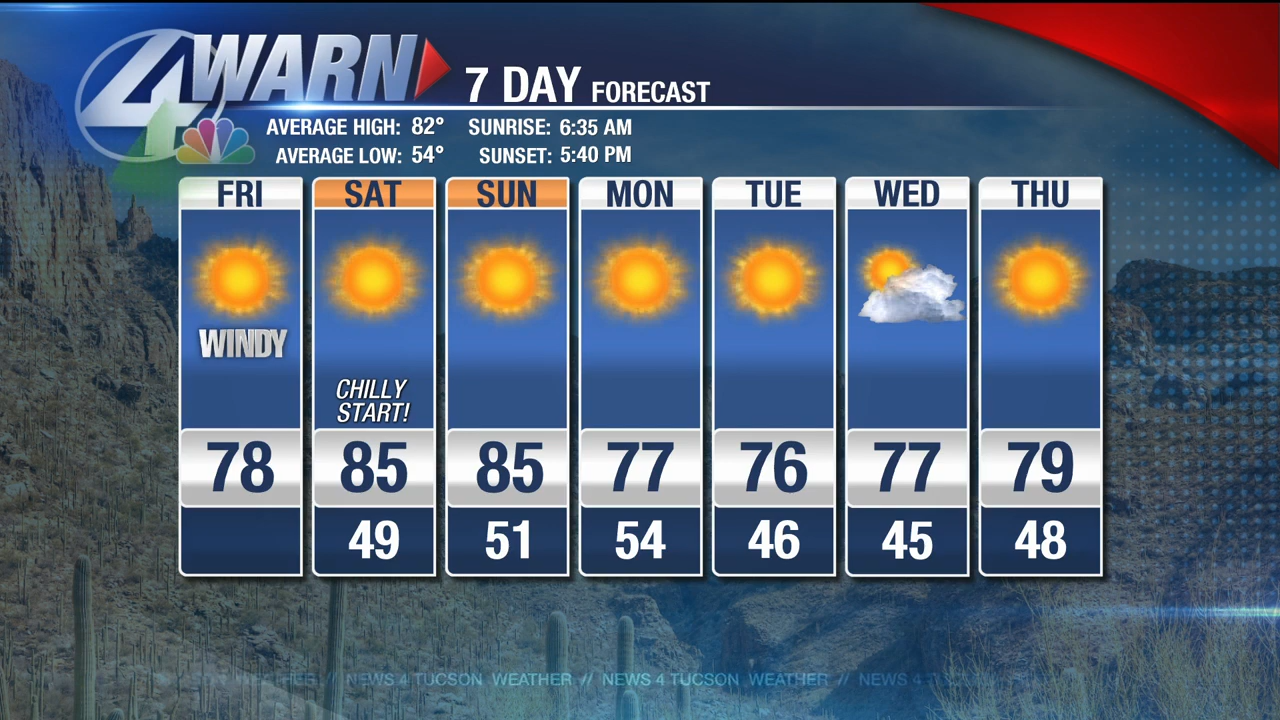 4WARN
7 DAY FORECAST
AVERAGE HIGH: 82° SUNRISE: 6:35 AM
AVERAGE LOW: 54° SUNSET: 5:40 PM
FRI SAT SUN MON TUE WED THU
WINDY
CHILLY
START!
78 85 85 77 76 77 79
49 51 54 46 45 48
WEATHER // NEWS 4 TUCSON WEATHER // NEWS 4 TUCSON WEATHER // NEWS 4